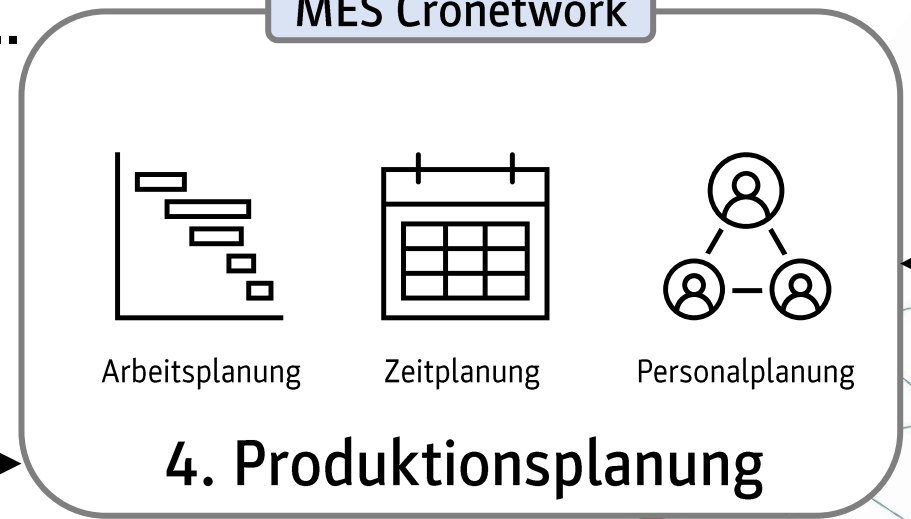 MES Cronetwork
Arbeitsplanung
Zeitplanung
Personalplanung
4. Produktionsplanung